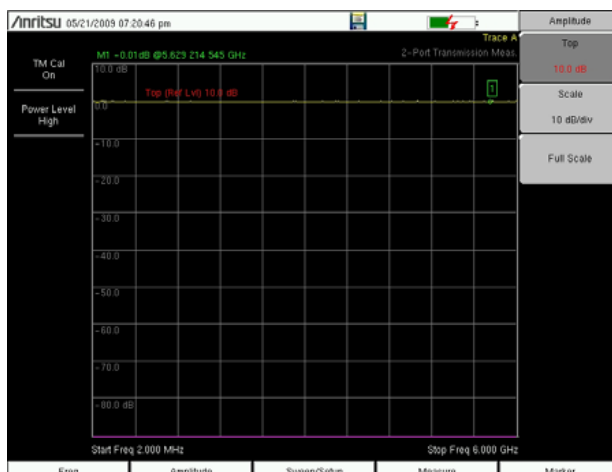 /Inritsu 05/21/2009 07:20:46 pm
Amplitude
Trace A
M1 -0.01dB @5.629 214 545 GHz
2-Port Transmission Meas.
TM Cal
On
Power Level
High
Top
10.0 dB
Scale
10 dB/div
Full Scale
10.0 dB
Top (Ref Lvl) 10.0 dB
1
0.0
-10.0
-20.0
-30.0
-40.0
-50.0
-60.0
-70.0
-80.0 dB
Start Freq 2.000 MHz
Stop Freq 6.000 GHz
Freq
Amplitude
Sweep/Setup
Measure
Marker